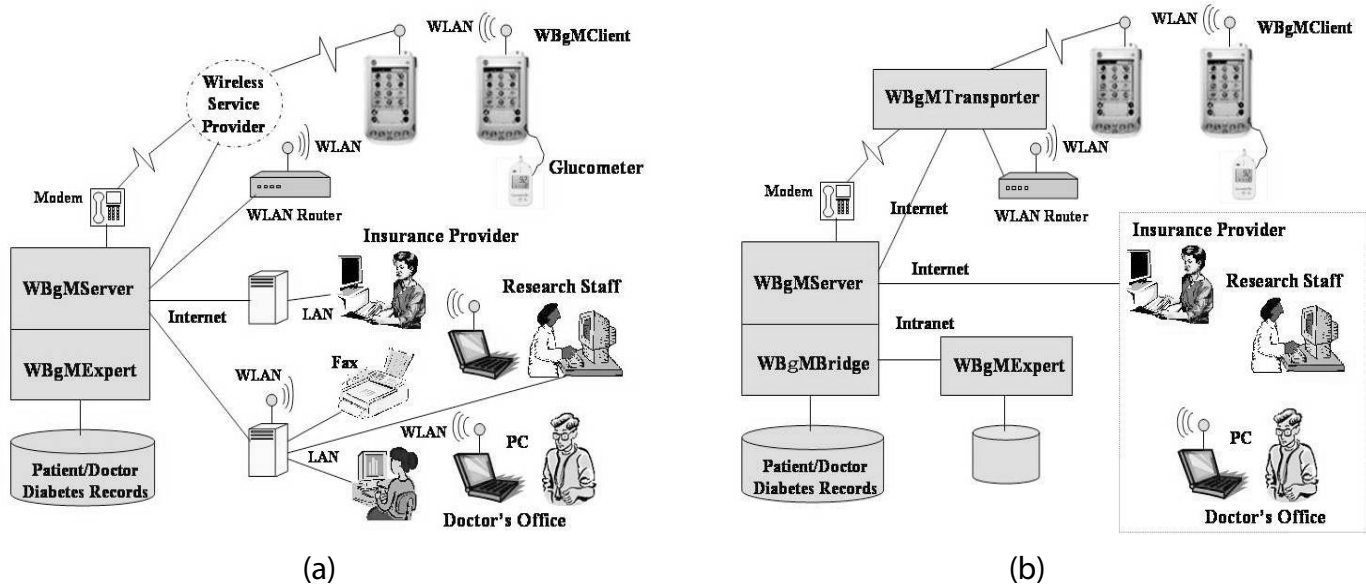 WLAN
WBgMClient
Wireless
Service
Provider
WLAN
Glucometer
Modem
WLAN Router
Insurance Provider
WBgMServer
Research Staff
Internet
LAN
WBgMExpert
WLAN
Fax
WLAN
PC
LAN
Patient/Doctor
Diabetes Records
Doctor's Office
(a)
WLAN
WBgMClient
WBgMTransporter
WLAN
Modem
Internet
WLAN Router
Insurance Provider
WBgMServer
Internet
Research Staff
Intranet
WBgMBridge
WBgMExpert
PC
Patient/Doctor
Diabetes Records
Doctor's Office
(b)